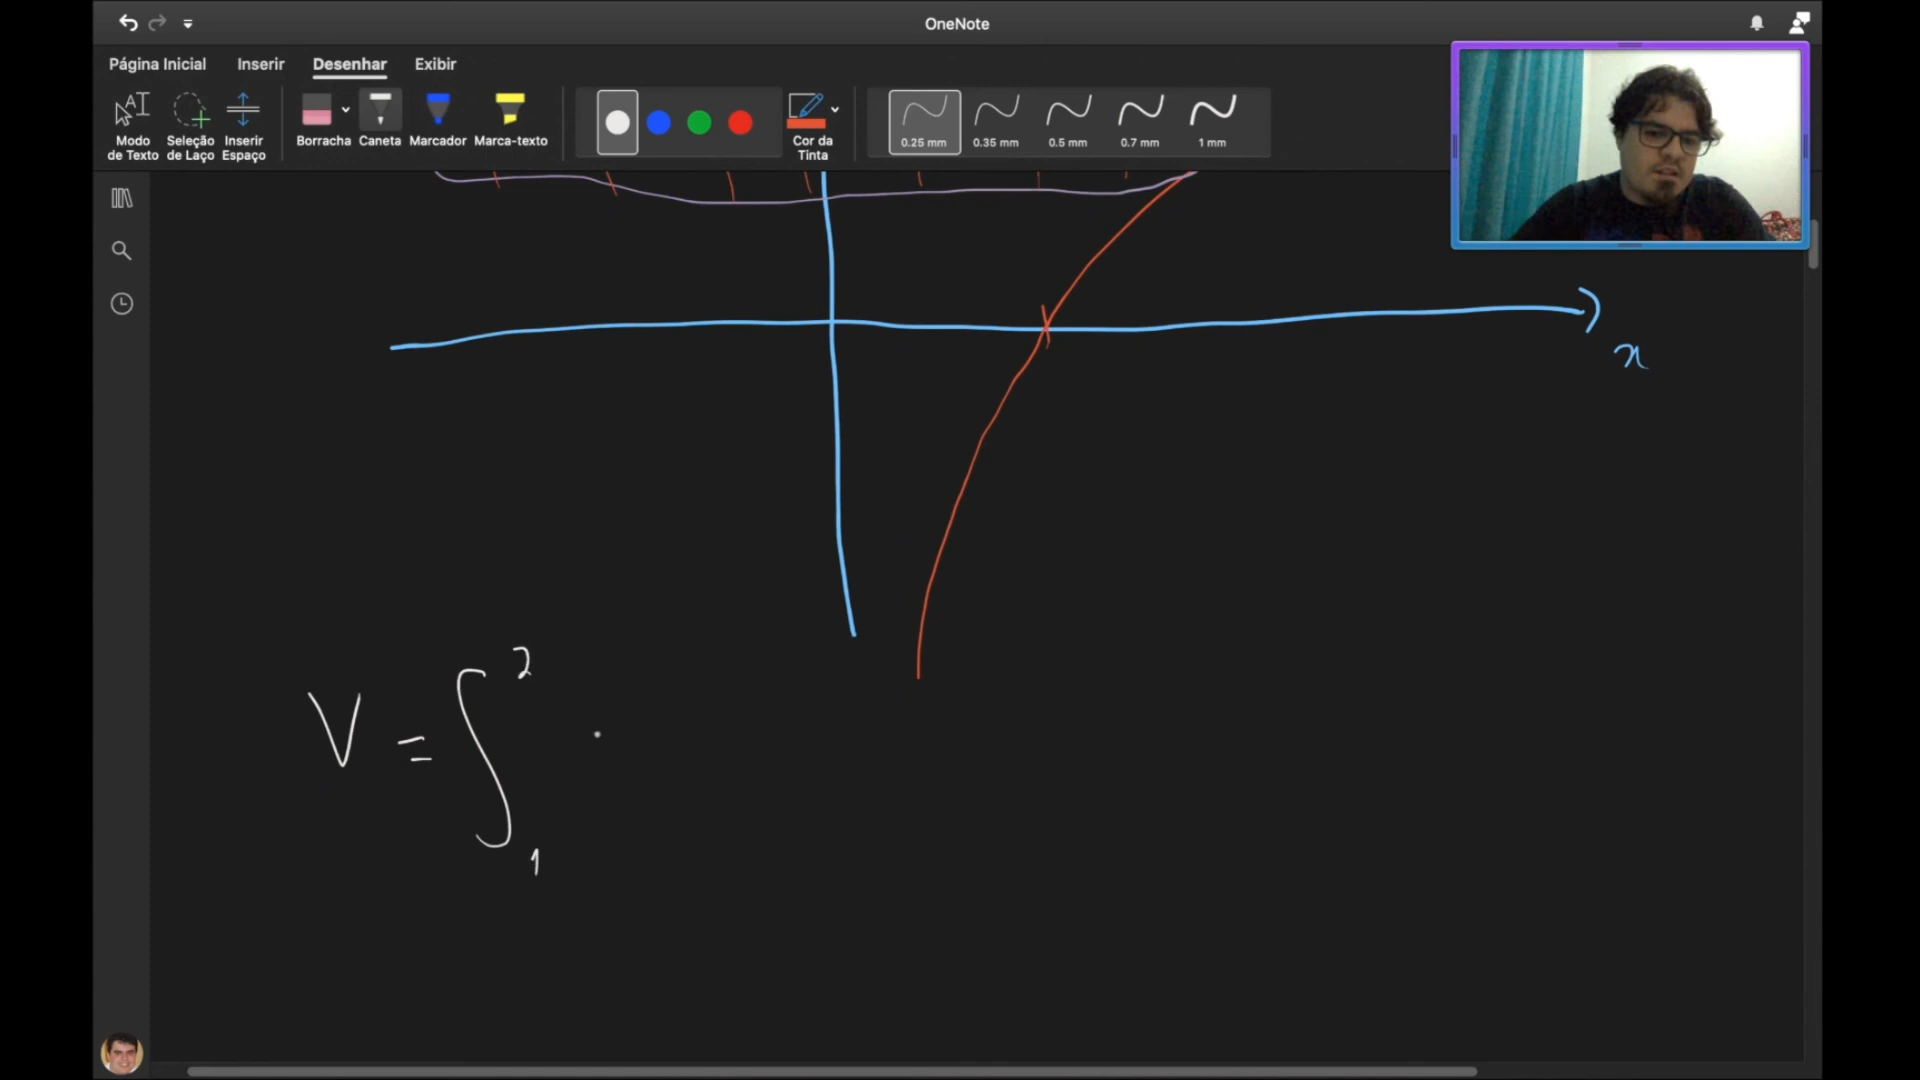 OneNote
Página Inicial Inserir Desenhar Exibir
Modo de Texto Seleção de Laço Inserir Espaço Borracha Caneta Marcador Marca-texto Cor da Tinta 0.25 mm 0.35 mm 0.5 mm 0.7 mm 1 mm
x
V = ∫₁²